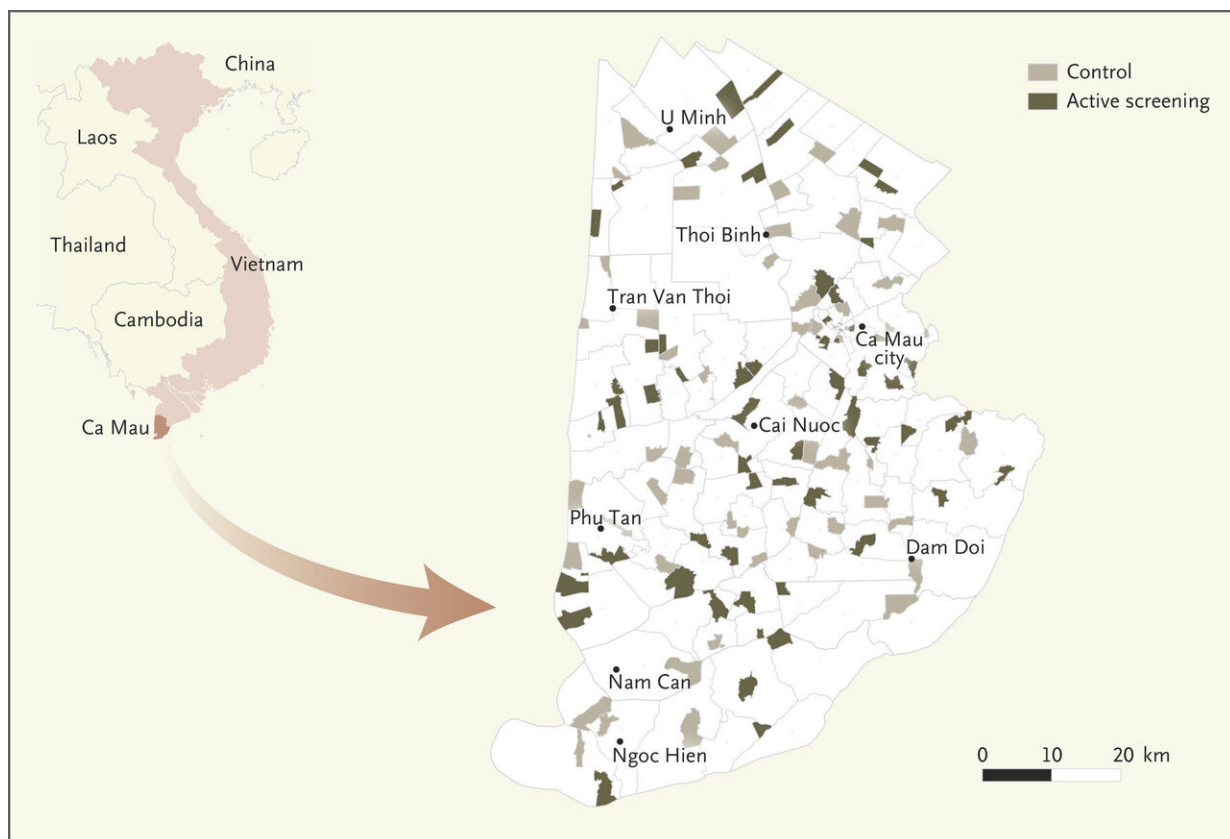 China
Laos
Thailand
Vietnam
Cambodia
Ca Mau
Control
Active screening
U Minh
Thoi Binh
Tran Van Thoi
Ca Mau
city
Cai Nuoc
Phu Tan
Dam Doi
Nam Can
Ngoc Hien
0 10 20 km